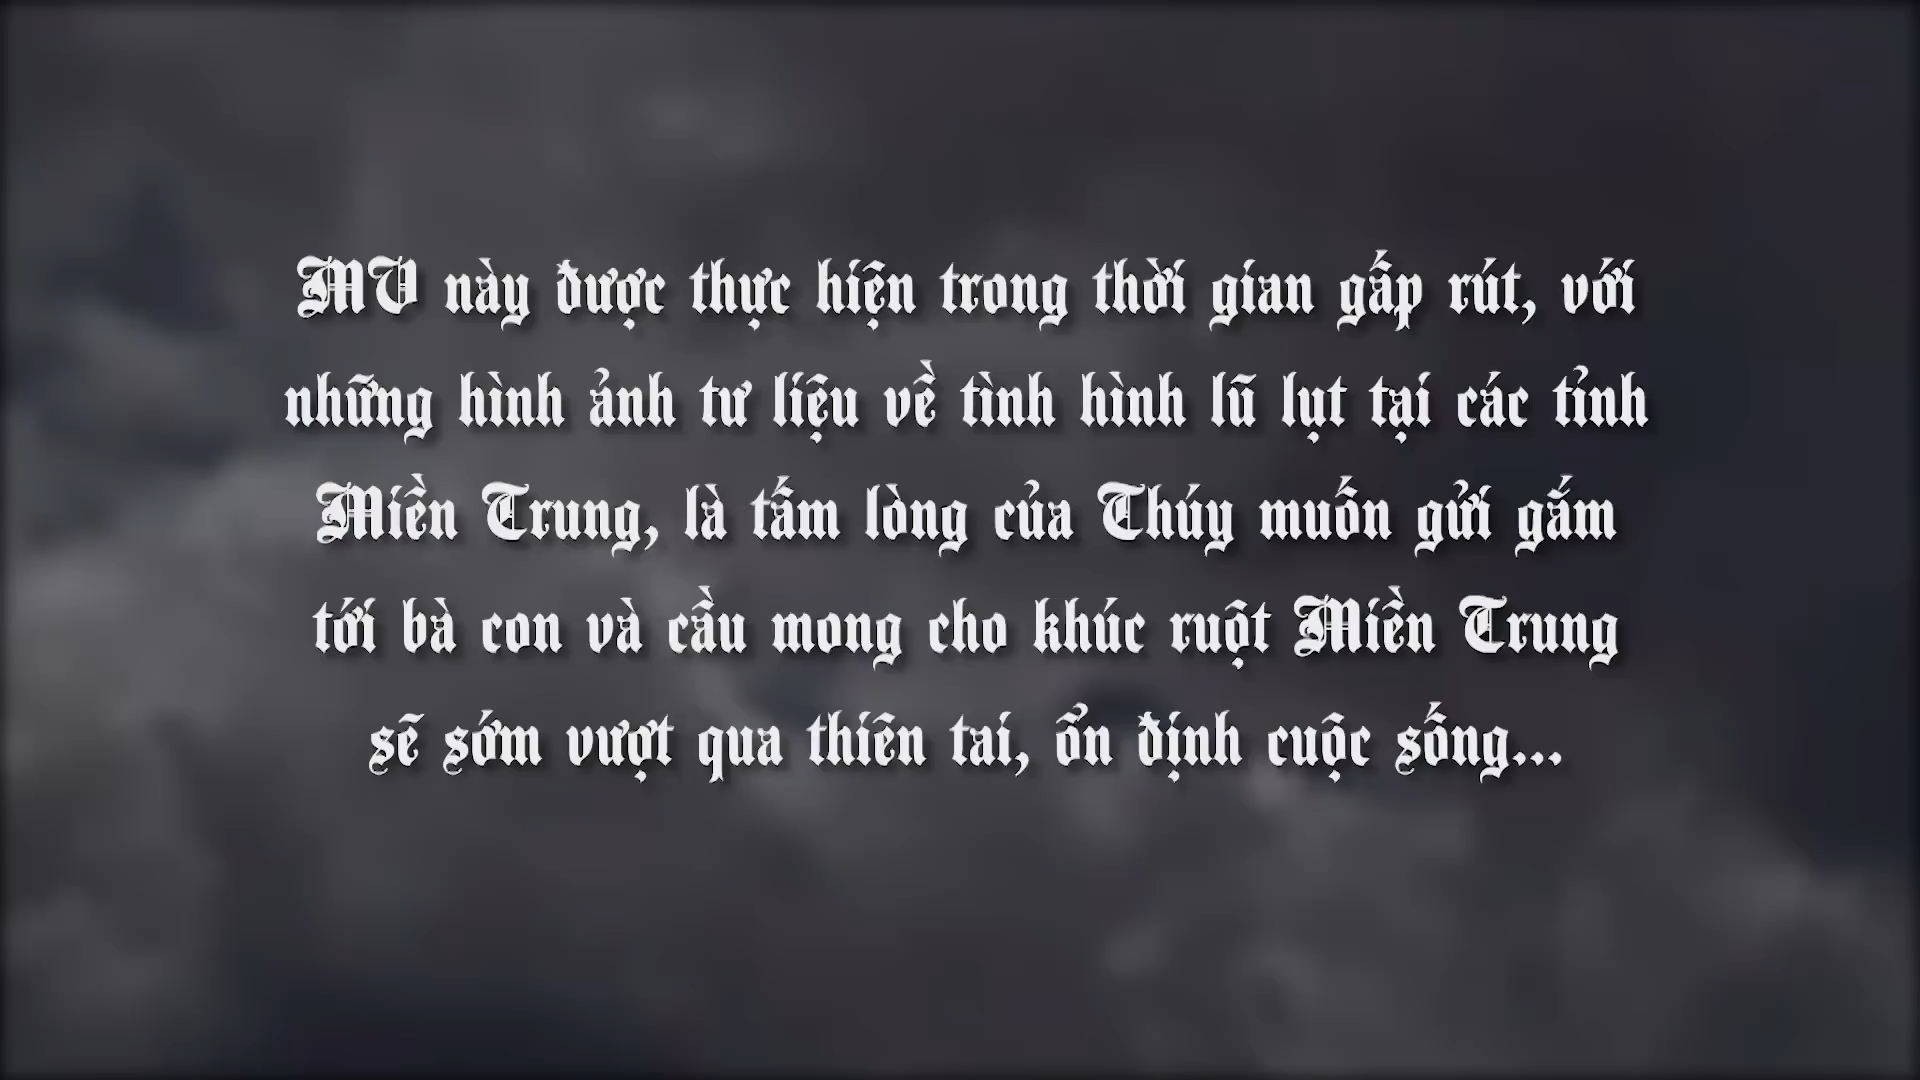 MV này được thực hiện trong thời gian gấp rút, với
những hình ảnh tư liệu về tình hình lũ lụt tại các tỉnh
Miền Trung, là tấm lòng của Thúy muốn gửi gắm
tới bà con và cầu mong cho khúc ruột Miền Trung
sẽ sớm vượt qua thiên tai, ổn định cuộc sống...